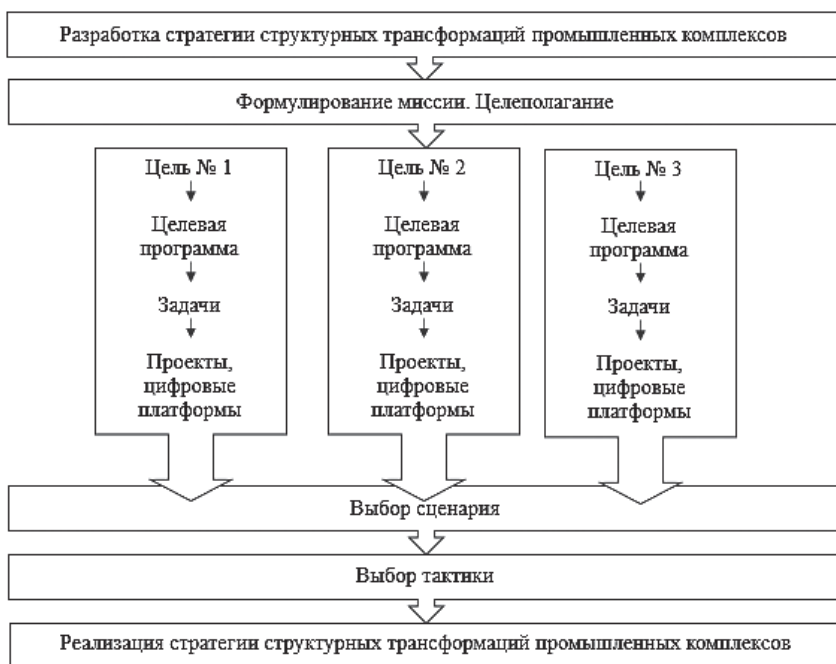 Разработка стратегии структурных трансформаций промышленных комплексов
Формулирование миссии. Целеполагание
Цель № 1
Целевая
программа
Задачи
Проекты,
цифровые
платформы
Цель № 2
Целевая
программа
Задачи
Проекты,
цифровые
платформы
Цель № 3
Целевая
программа
Задачи
Проекты,
цифровые
платформы
Выбор сценария
Выбор тактики
Реализация стратегии структурных трансформаций промышленных комплексов